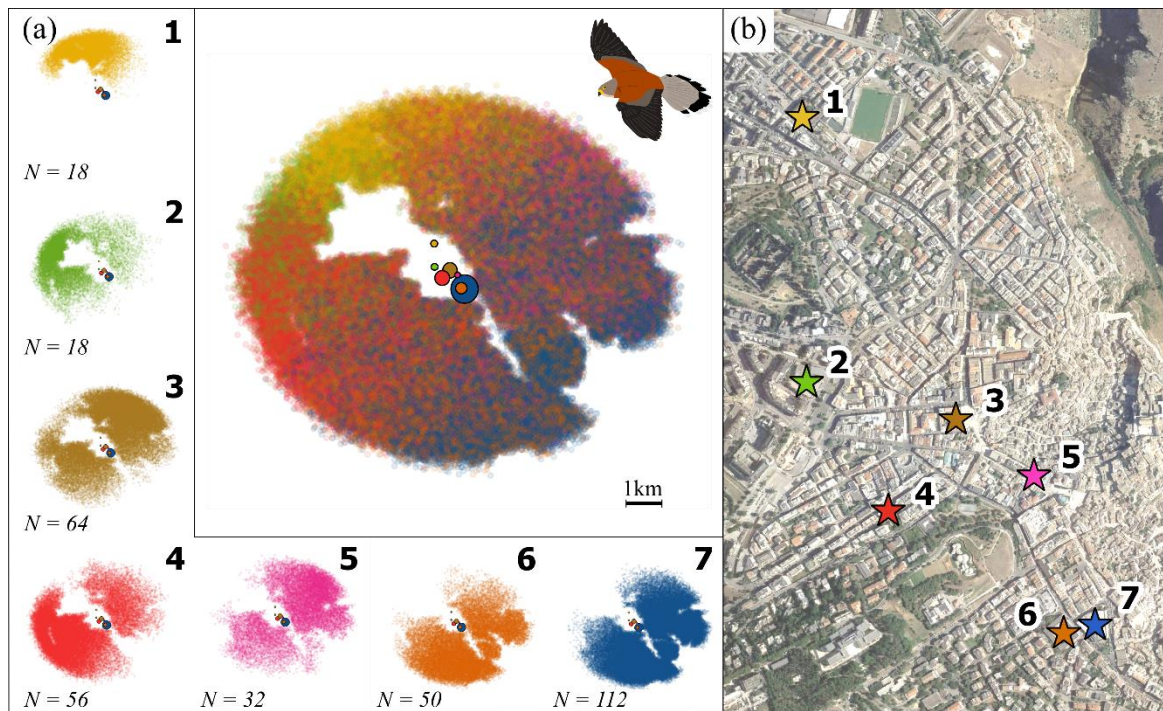 (a)
1
N = 18
2
N = 18
3
N = 64
4
N = 56
5
N = 32
6
N = 50
7
N = 112
1km
(b)
1
2
3
5
4
6
7